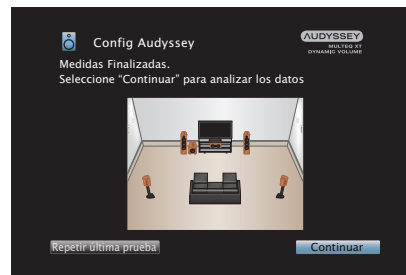 Config Audyssey
AUDYSSEY
MULTEQ XT
DYNAMIC VOLUME
Medidas Finalizadas.
Seleccione “Continuar” para analizar los datos
Repetir última prueba
Continuar